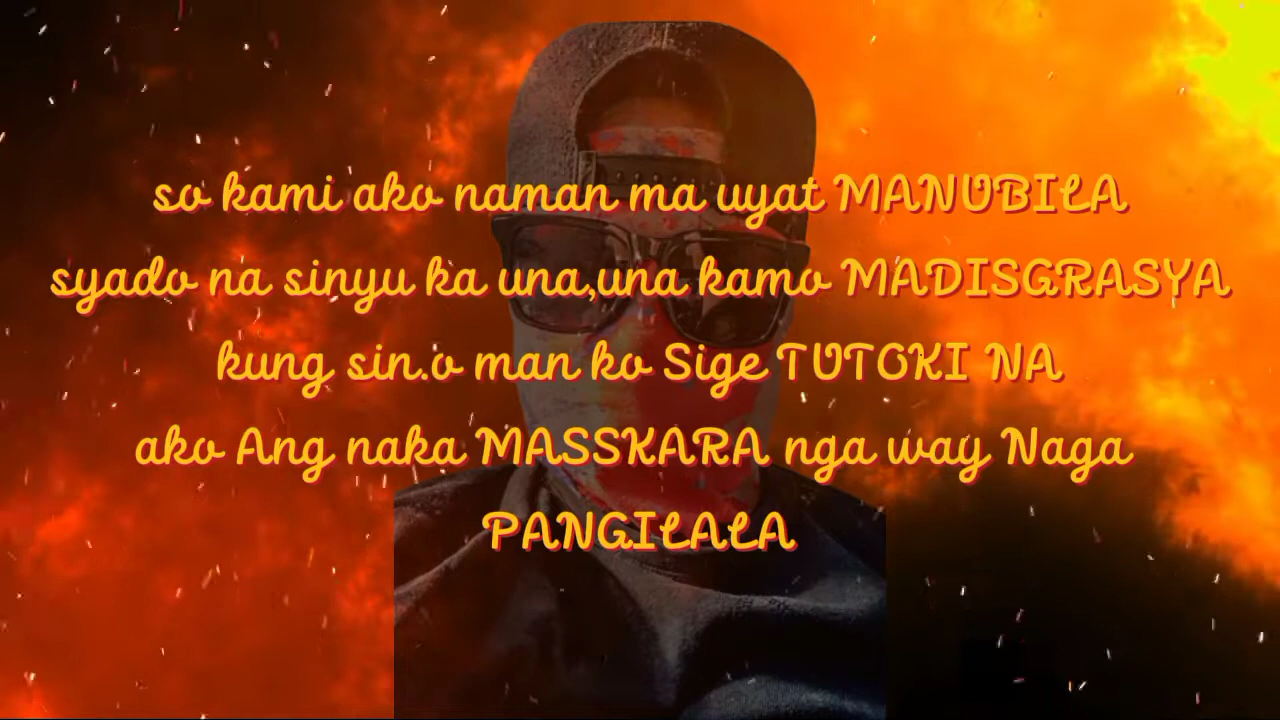 so kami ako naman ma uyat MANUBILA
syado na sinyu ka una,una kamo MADISGRASYA
kung sin.o man ko Sige TUTOKI NA
ako Ang naka MASSKARA nga way Naga
PANGILALA